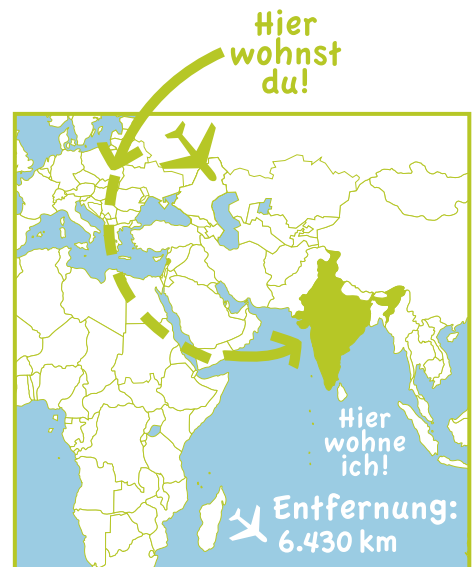 Hier
wohnst
du!
Hier
wohne
ich!
Entfernung:
6.430 km